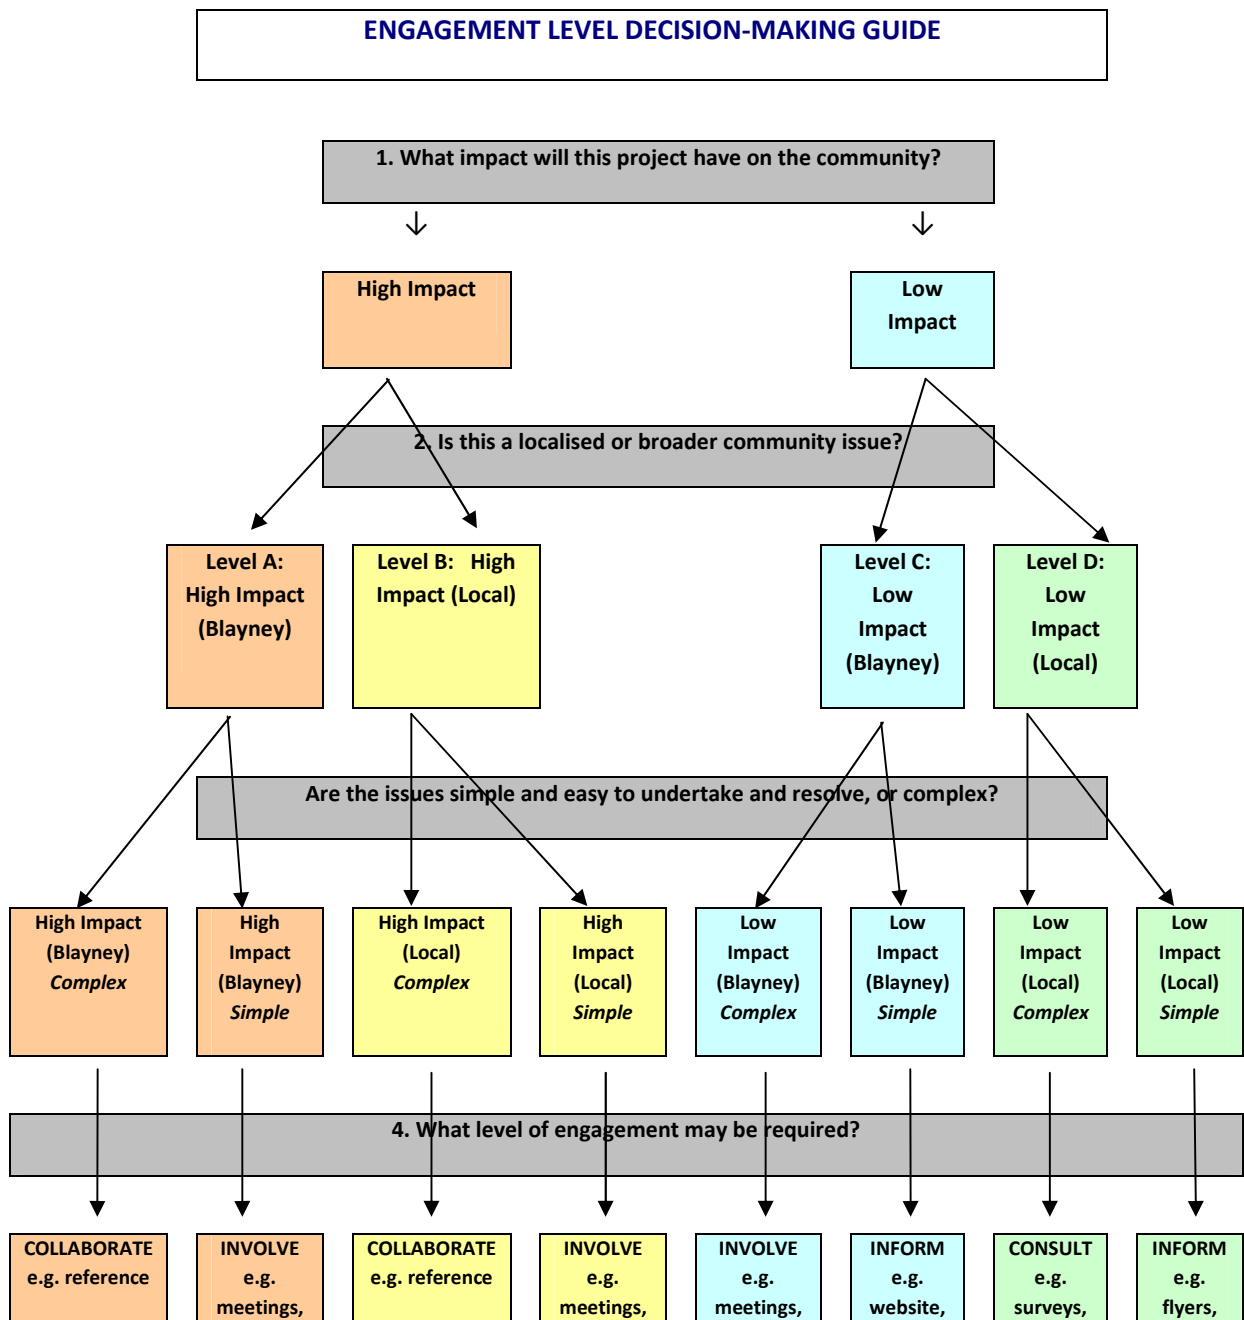 ENGAGEMENT LEVEL DECISION-MAKING GUIDE
1. What impact will this project have on the community?
High Impact
Low
Impact
2. Is this a localised or broader community issue?
Level A:
High Impact
(Blayney)
Level B:   High
Impact (Local)
Level C:
Low
Impact
(Blayney)
Level D:
Low
Impact
(Local)
Are the issues simple and easy to undertake and resolve, or complex?
High Impact
(Blayney)
Complex
High
Impact
(Blayney)
Simple
High Impact
(Local)
Complex
High
Impact
(Local)
Simple
Low
Impact
(Blayney)
Complex
Low
Impact
(Blayney)
Simple
Low
Impact
(Local)
Complex
Low
Impact
(Local)
Simple
4. What level of engagement may be required?
COLLABORATE
e.g. reference
INVOLVE
e.g.
meetings,
COLLABORATE
e.g. reference
INVOLVE
e.g.
meetings,
INVOLVE
e.g.
meetings,
INFORM
e.g.
website,
CONSULT
e.g.
surveys,
INFORM
e.g.
flyers,